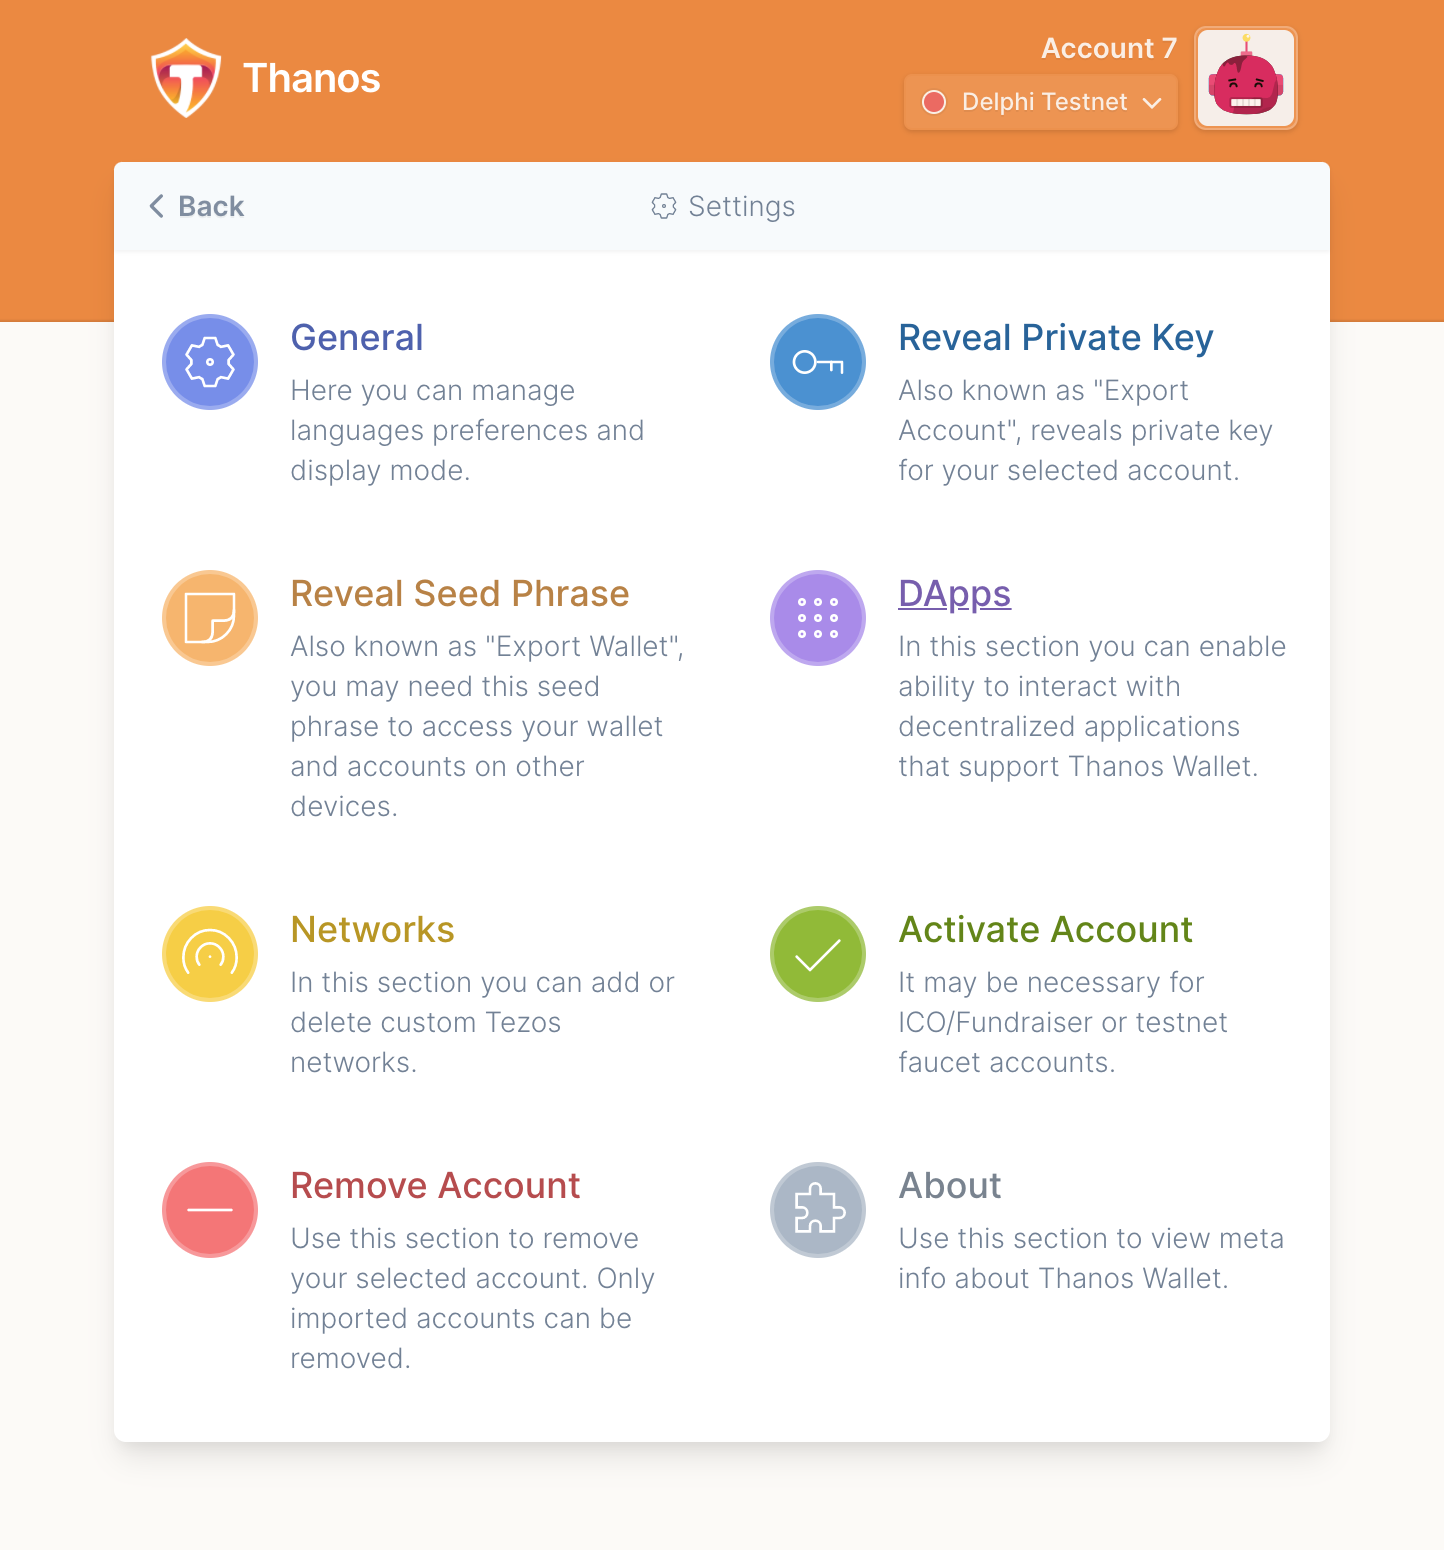 Thanos
Account 7
Delphi Testnet
Back
Settings
General
Here you can manage
languages preferences and
display mode.
Reveal Private Key
Also known as "Export
Account", reveals private key
for your selected account.
Reveal Seed Phrase
Also known as "Export Wallet",
you may need this seed
phrase to access your wallet
and accounts on other
devices.
DApps
In this section you can enable
ability to interact with
decentralized applications
that support Thanos Wallet.
Networks
In this section you can add or
delete custom Tezos
networks.
Activate Account
It may be necessary for
ICO/Fundraiser or testnet
faucet accounts.
Remove Account
Use this section to remove
your selected account. Only
imported accounts can be
removed.
About
Use this section to view meta
info about Thanos Wallet.